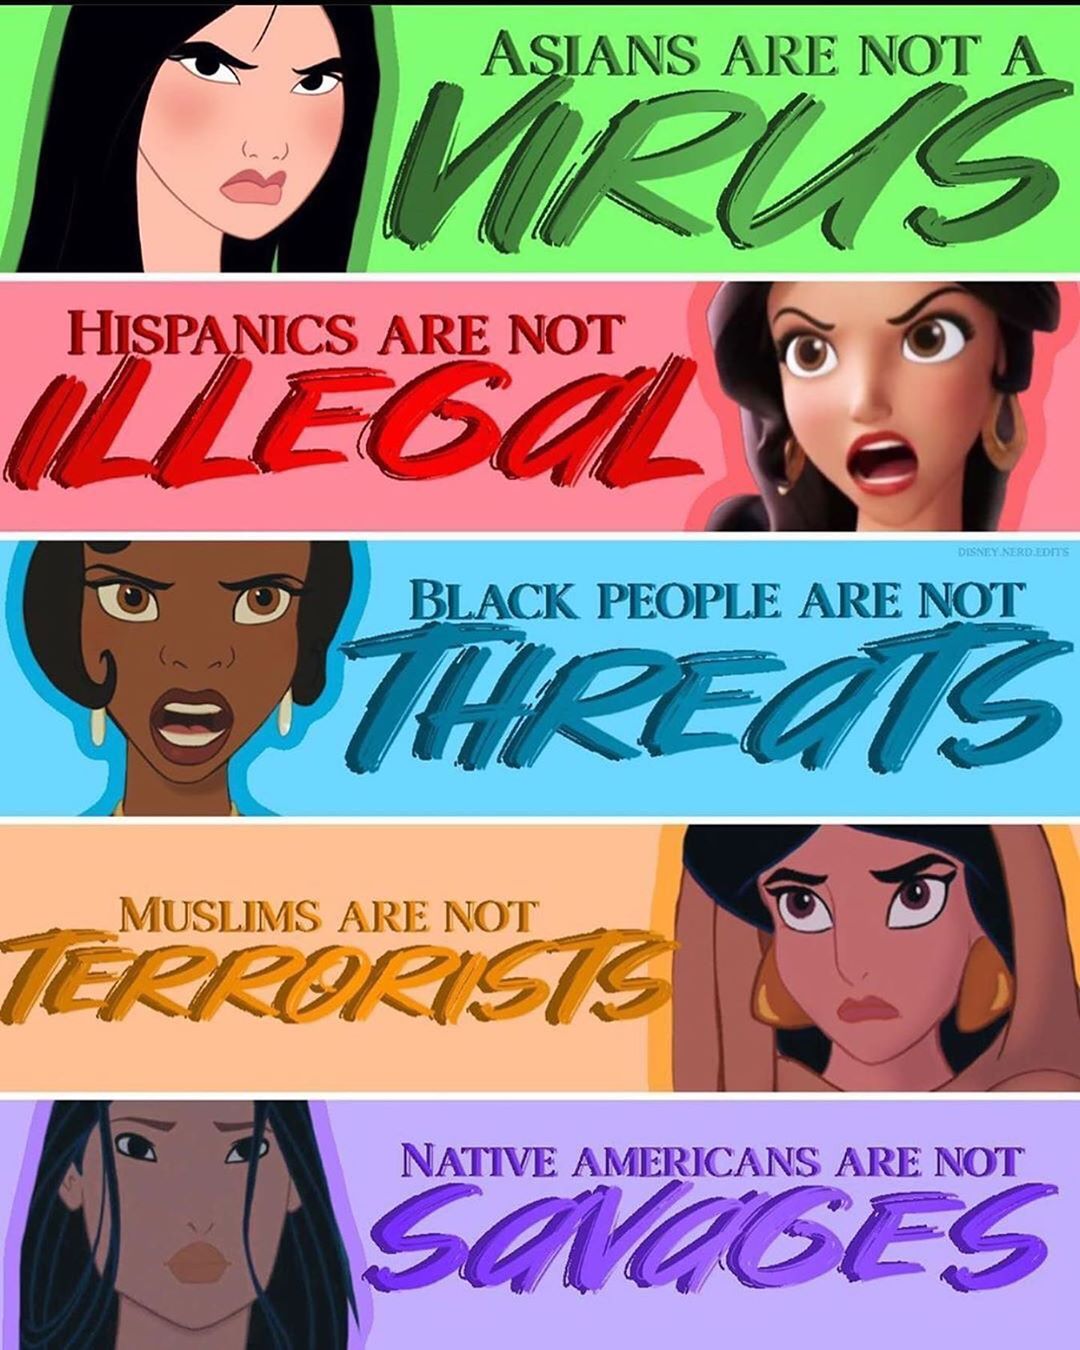 ASIANS ARE NOT A
VIRUS
HISPANICS ARE NOT
ILLEGAL
DISNEY.NERD.EDITS
BLACK PEOPLE ARE NOT
THREATS
MUSLIMS ARE NOT
TERRORISTS
NATIVE AMERICANS ARE NOT
SAVAGES